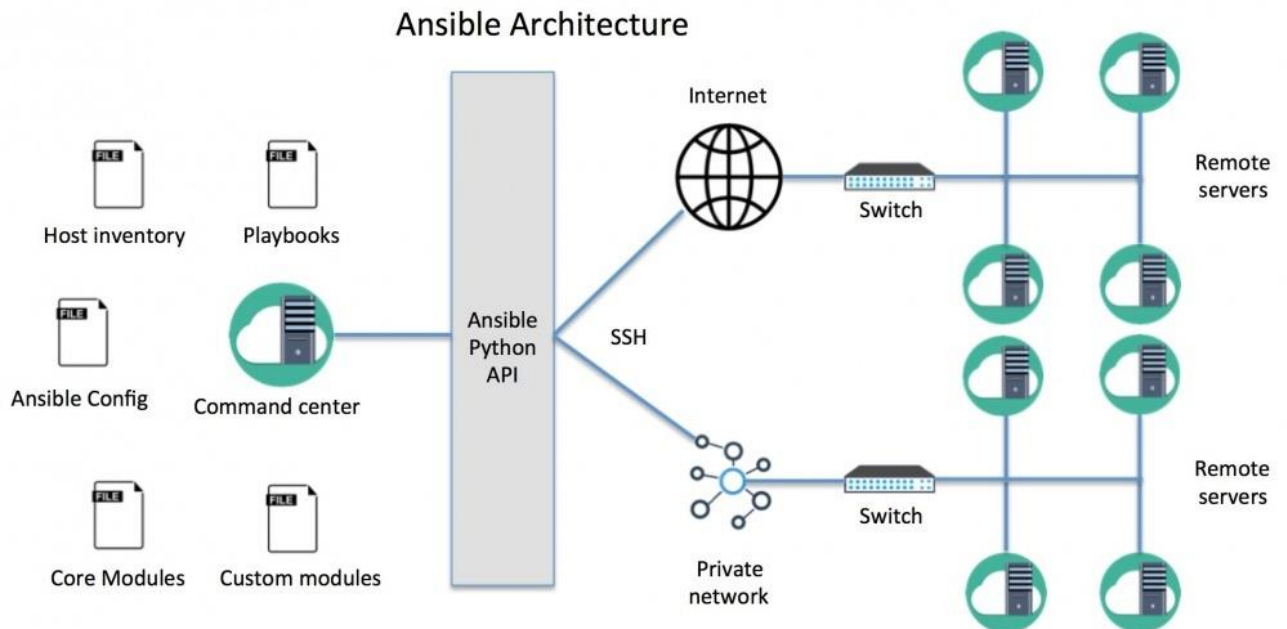 Ansible Architecture
FILE
Host inventory
FILE
Playbooks
FILE
Ansible Config
Command center
FILE
Core Modules
FILE
Custom modules
Ansible
Python
API
SSH
Internet
Switch
Remote
servers
Private
network
Switch
Remote
servers